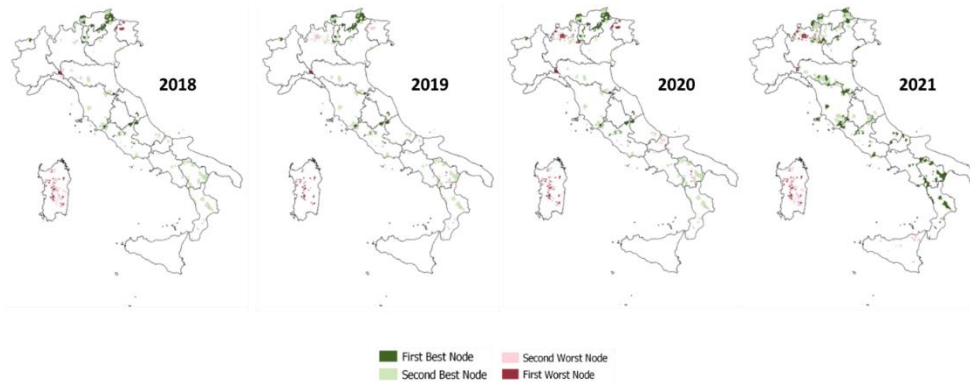 2018
2019
2020
2021
First Best Node
Second Worst Node
Second Best Node
First Worst Node